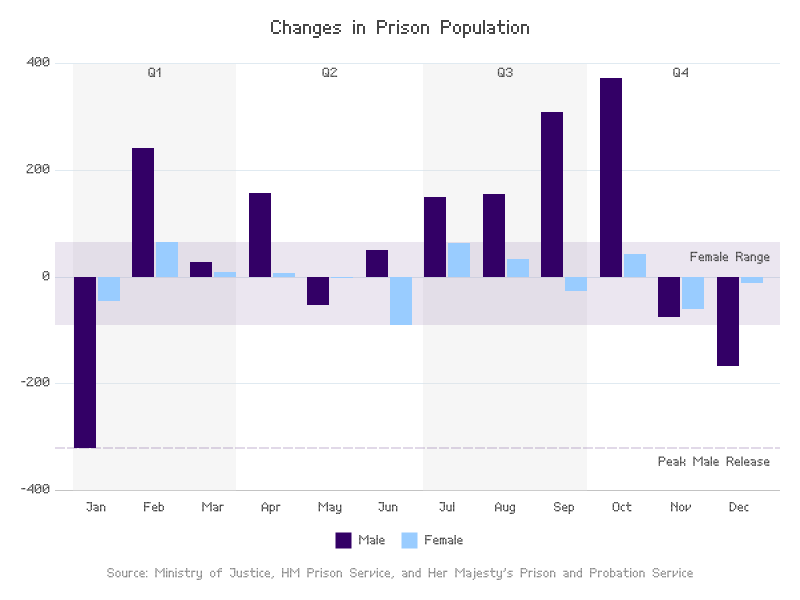 Changes in Prison Population
400
Q1 Q2 Q3 Q4
200
Female Range
0
-200
Peak Male Release
-400
Jan Feb Mar Apr May Jun Jul Aug Sep Oct Nov Dec
Male Female
Source: Ministry of Justice, HM Prison Service, and Her Majesty's Prison and Probation Service